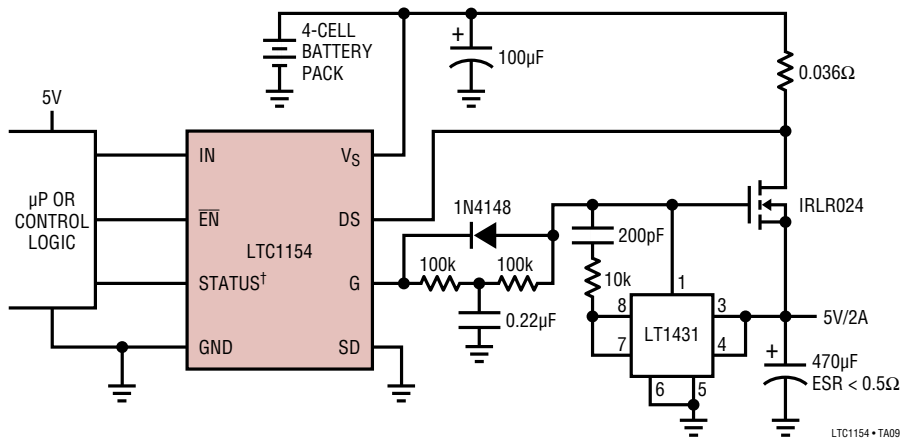 4-CELL
BATTERY
PACK
+
100µF
0.036Ω
5V
µP OR
CONTROL
LOGIC
IN
EN
STATUS†
GND
LTC1154
VS
DS
G
SD
1N4148
100k
100k
0.22µF
200pF
10k
IRLR024
1
8
7
LT1431
3
4
6
5
5V/2A
+
470µF
ESR < 0.5Ω
LTC1154 • TA09